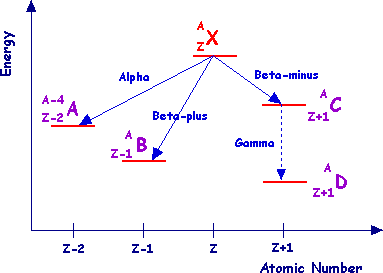 Energy
A
Z X
Alpha
Beta-minus
A-4
Z-2 A
Beta-plus
A
Z+1 C
A
Z-1 B
Gamma
A
Z+1 D
Z-2 Z-1 Z Z+1
Atomic Number